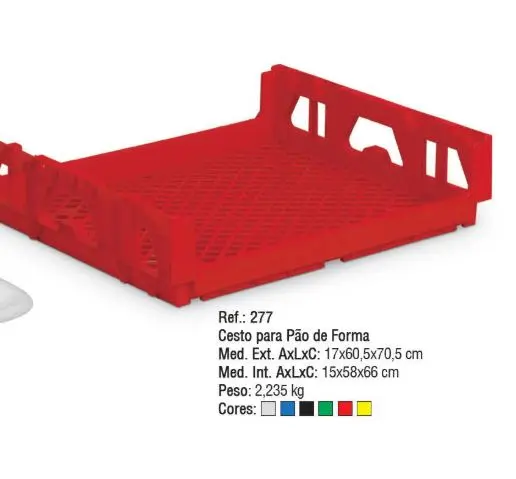 Ref.: 277
Cesto para Pão de Forma
Med. Ext. AxLxC: 17x60,5x70,5 cm
Med. Int. AxLxC: 15x58x66 cm
Peso: 2,235 kg
Cores: